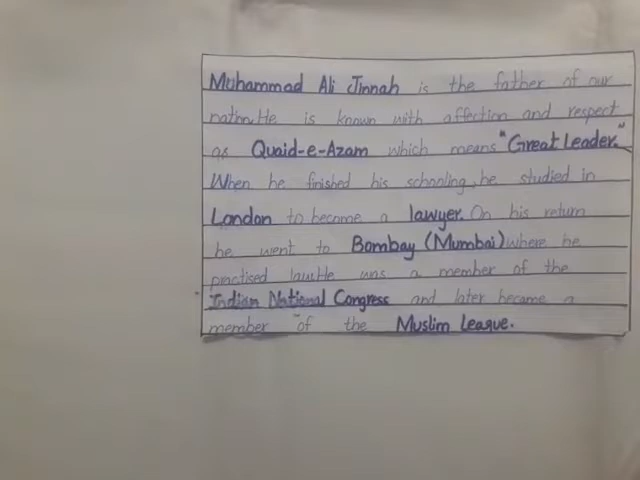 Muhammad Ali Jinnah is the father of our
nation. He is known with affection and respect
as Quaid-e-Azam which means "Great Leader."
When he finished his schooling, he studied in
London to become a lawyer. On his return
he went to Bombay (Mumbai) where he
practised law. He was a member of the
Indian National Congress and later became a
member of the Muslim League.